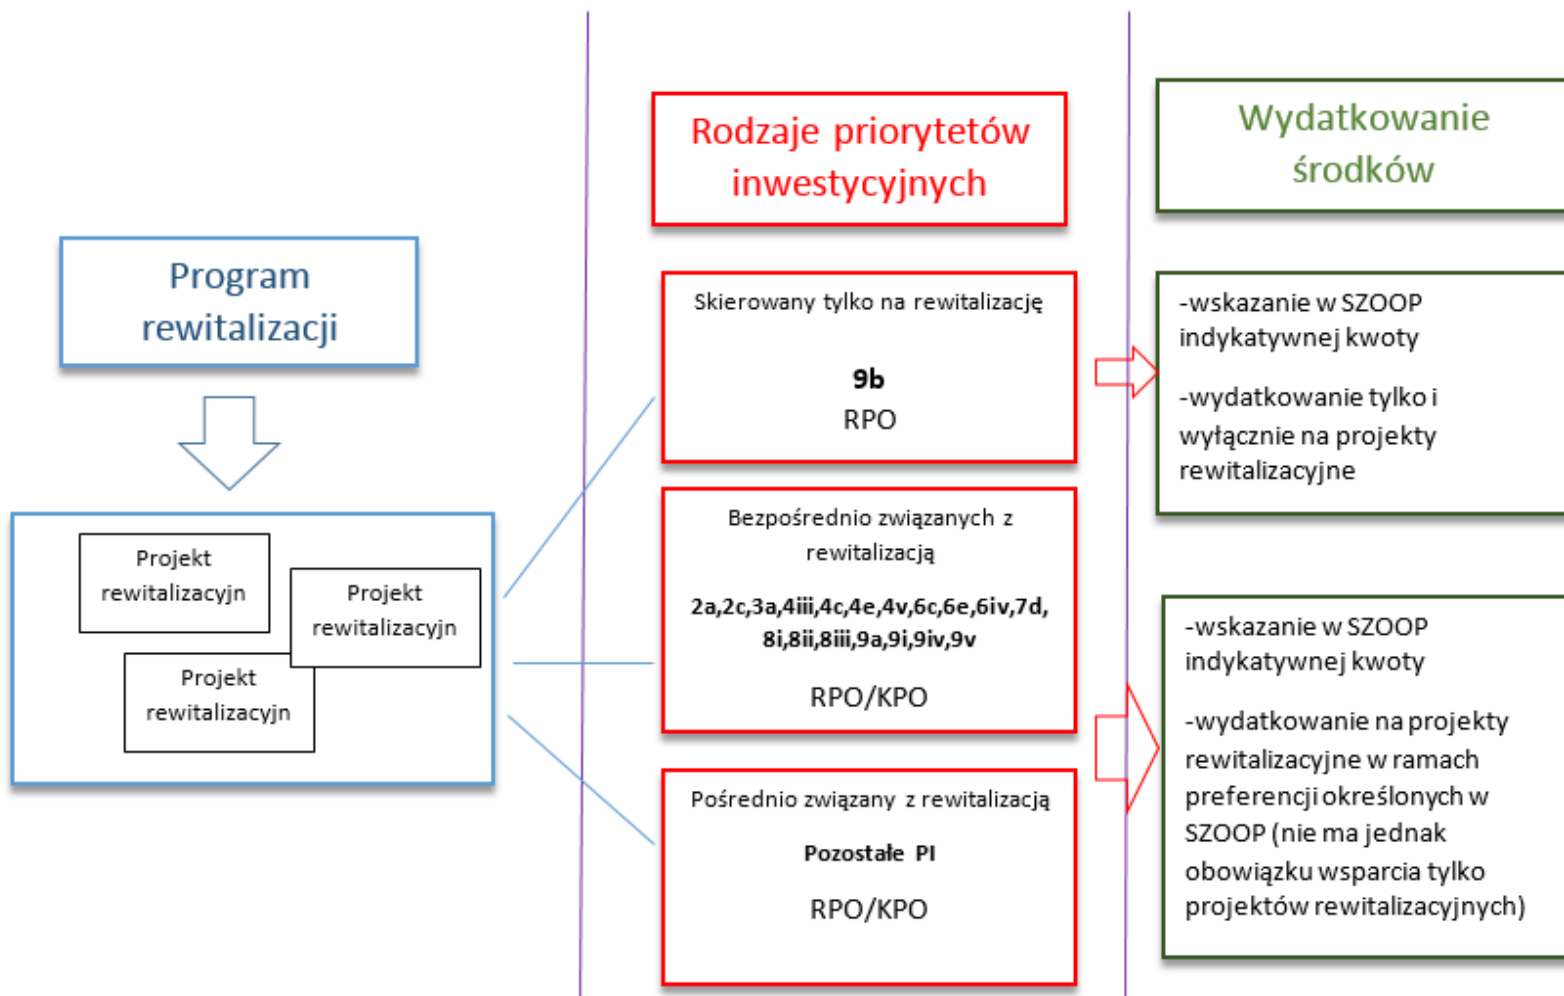 Program
rewitalizacji
Projekt
rewitalizacyjn
Projekt
rewitalizacyjn
Projekt
rewitalizacyjn
Rodzaje priorytetów
inwestycyjnych
Skierowany tylko na rewitalizację
9b
RPO
Bezpośrednio związanych z
rewitalizacją
2a,2c,3a,4iii,4c,4e,4v,6c,6e,6iv,7d,
8i,8ii,8iii,9a,9i,9iv,9v
RPO/KPO
Pośrednio związany z rewitalizacją
Pozostałe PI
RPO/KPO
Wydatkowanie
środków
-wskazanie w SZOOP
indykatywnej kwoty
-wydatkowanie tylko i
wyłącznie na projekty
rewitalizacyjne
-wskazanie w SZOOP
indykatywnej kwoty
-wydatkowanie na projekty
rewitalizacyjne w ramach
preferencji określonych w
SZOOP (nie ma jednak
obowiązku wsparcia tylko
projektów rewitalizacyjnych)